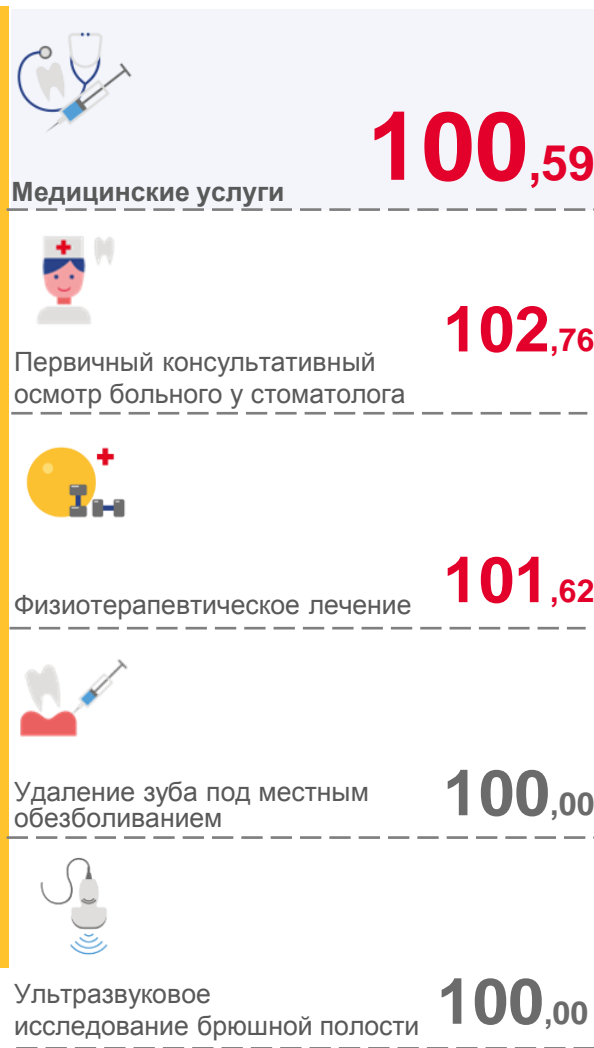 100,59
Медицинские услуги
102,76
Первичный консультативный
осмотр больного у стоматолога
101,62
Физиотерапевтическое лечение
100,00
Удаление зуба под местным
обезболиванием
100,00
Ультразвуковое
исследование брюшной полости